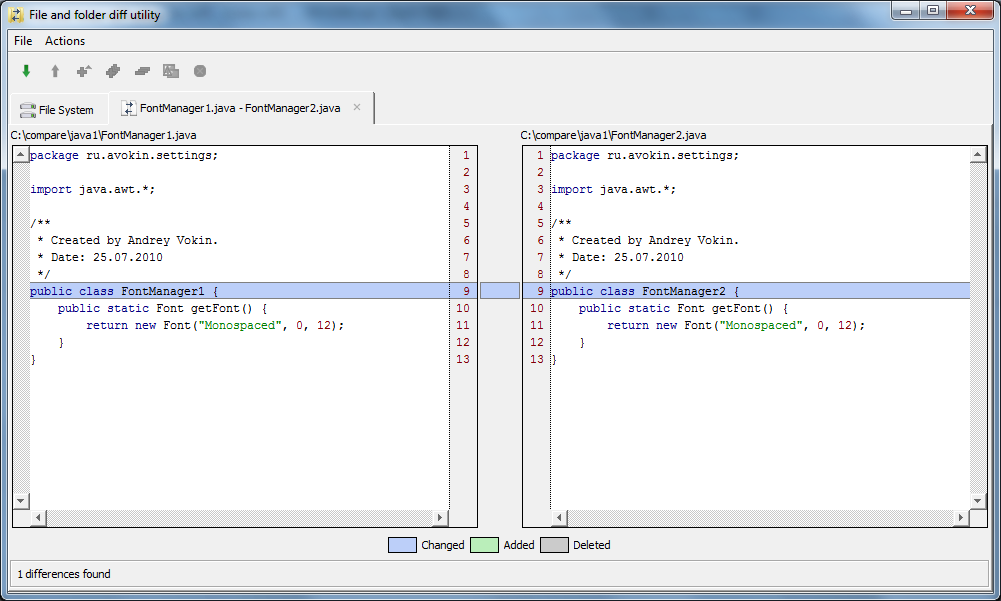 File and folder diff utility
File Actions
File System FontManager1.java - FontManager2.java
C:\compare\java1\FontManager1.java
package ru.avokin.settings; 1
2
import java.awt.*; 3
4
/** 5
* Created by Andrey Vokin. 6
* Date: 25.07.2010 7
*/ 8
public class FontManager1 { 9
public static Font getFont() { 10
return new Font("Monospaced", 0, 12); 11
} 12
} 13
C:\compare\java1\FontManager2.java
1 package ru.avokin.settings;
2
3 import java.awt.*;
4
5 /**
6 * Created by Andrey Vokin.
7 * Date: 25.07.2010
8 */
9 public class FontManager2 {
10 public static Font getFont() {
11 return new Font("Monospaced", 0, 12);
12 }
13 }
Changed Added Deleted
1 differences found